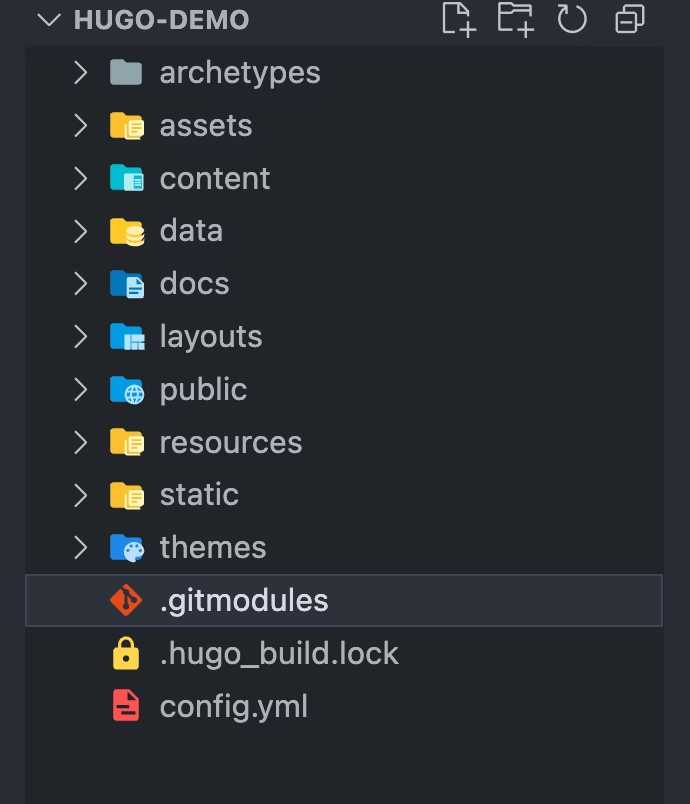 HUGO-DEMO
archetypes
assets
content
data
docs
layouts
public
resources
static
themes
.gitmodules
.hugo_build.lock
config.yml